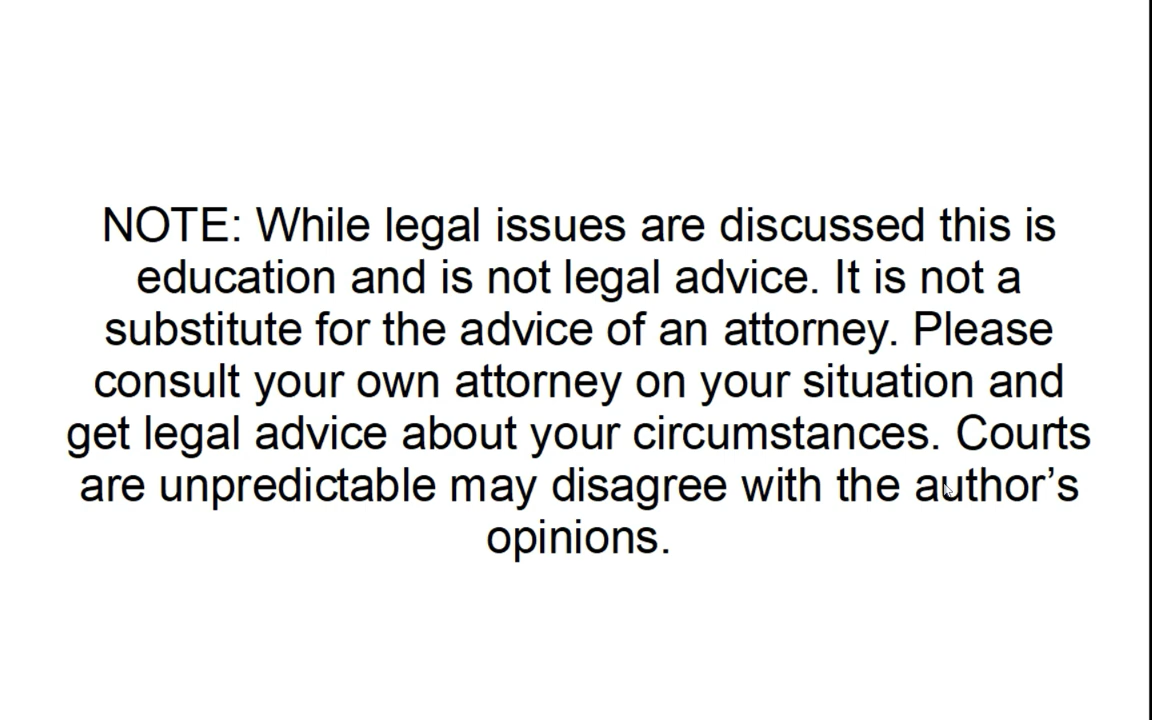 NOTE: While legal issues are discussed this is
education and is not legal advice. It is not a
substitute for the advice of an attorney. Please
consult your own attorney on your situation and
get legal advice about your circumstances. Courts
are unpredictable may disagree with the author’s
opinions.